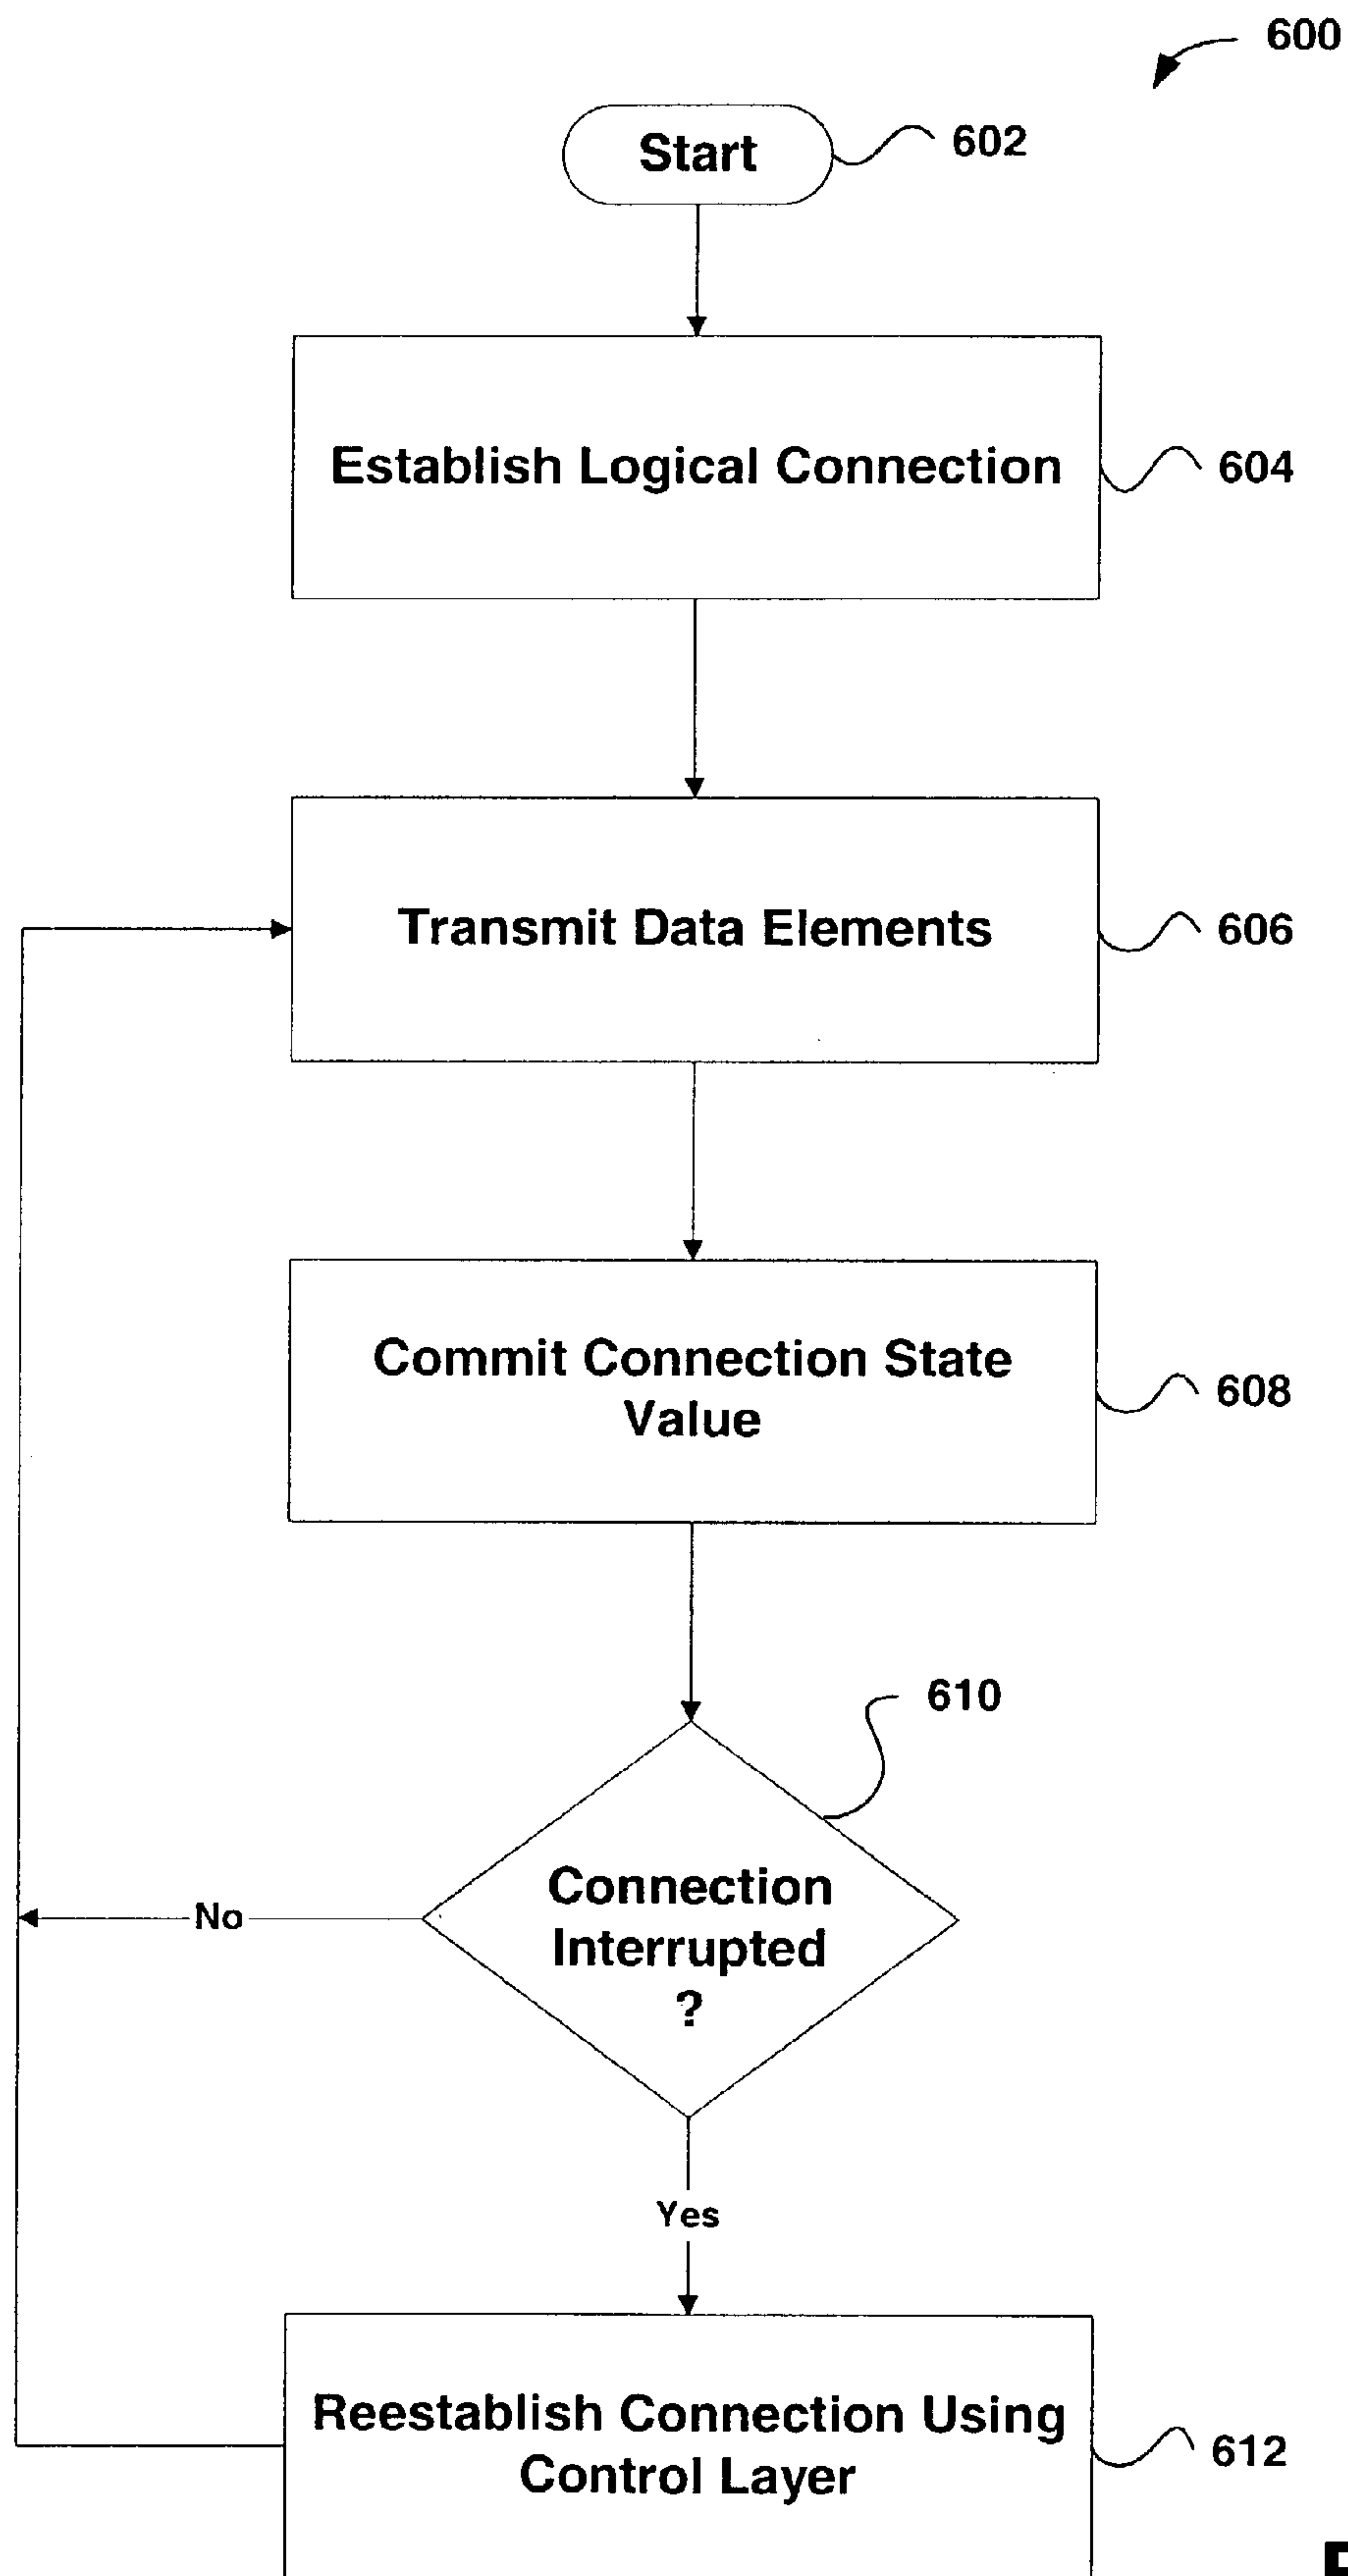 600
Start
602
Establish Logical Connection
604
Transmit Data Elements
606
Commit Connection State
Value
608
610
Connection
Interrupted
?
No
Yes
Reestablish Connection Using
Control Layer
612